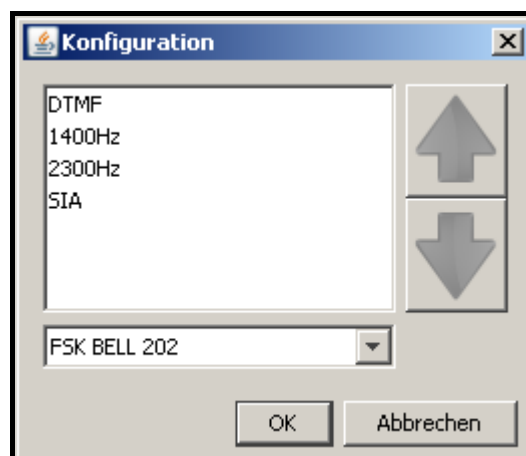 Konfiguration
DTMF
1400Hz
2300Hz
SIA
FSK BELL 202
OK
Abbrechen